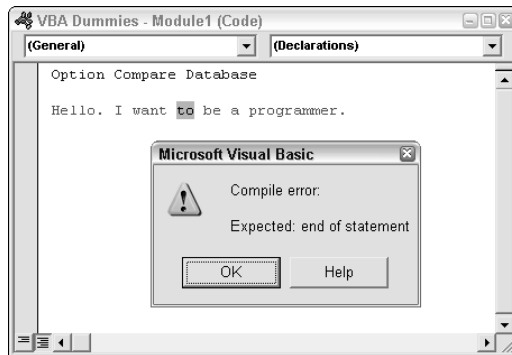 VBA Dummies - Module1 (Code)
(General) (Declarations)
Option Compare Database
Hello. I want to be a programmer.
Microsoft Visual Basic
Compile error:
Expected: end of statement
OK Help